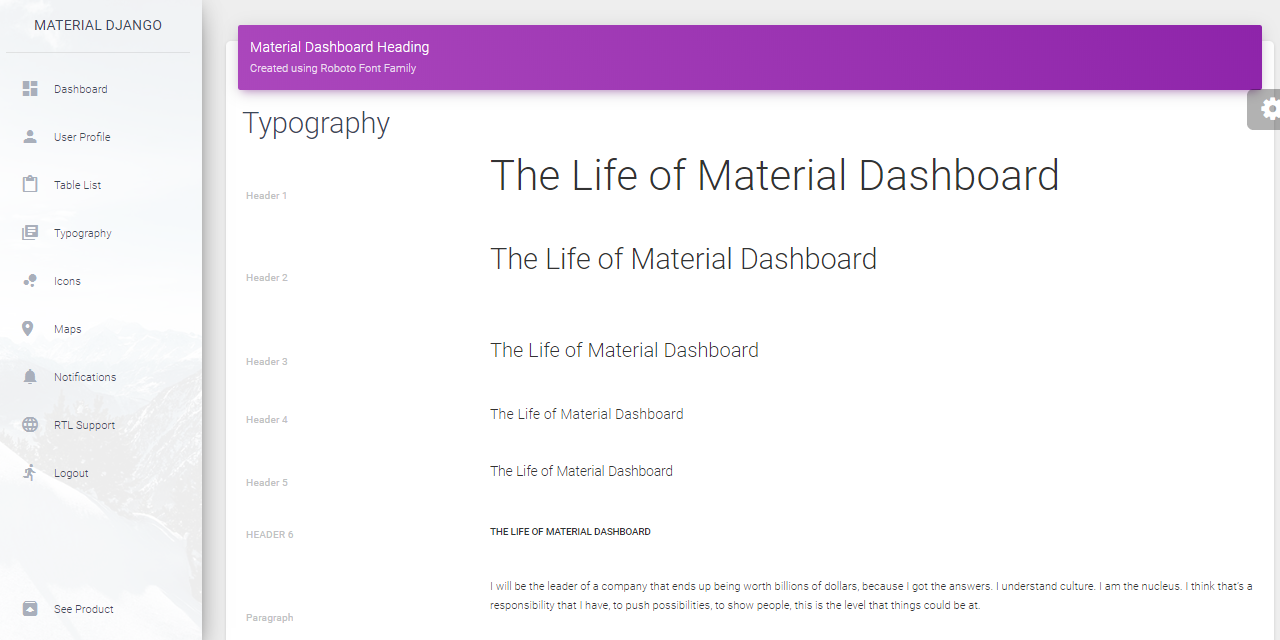 MATERIAL DJANGO
Dashboard
User Profile
Table List
Typography
Icons
Maps
Notifications
RTL Support
Logout
See Product
Material Dashboard Heading
Created using Roboto Font Family
Typography
Header 1
The Life of Material Dashboard
Header 2
The Life of Material Dashboard
Header 3
The Life of Material Dashboard
Header 4
The Life of Material Dashboard
Header 5
The Life of Material Dashboard
HEADER 6
THE LIFE OF MATERIAL DASHBOARD
Paragraph
I will be the leader of a company that ends up being worth billions of dollars, because I got the answers. I understand culture. I am the nucleus. I think that's a
responsibility that I have, to push possibilities, to show people, this is the level that things could be at.